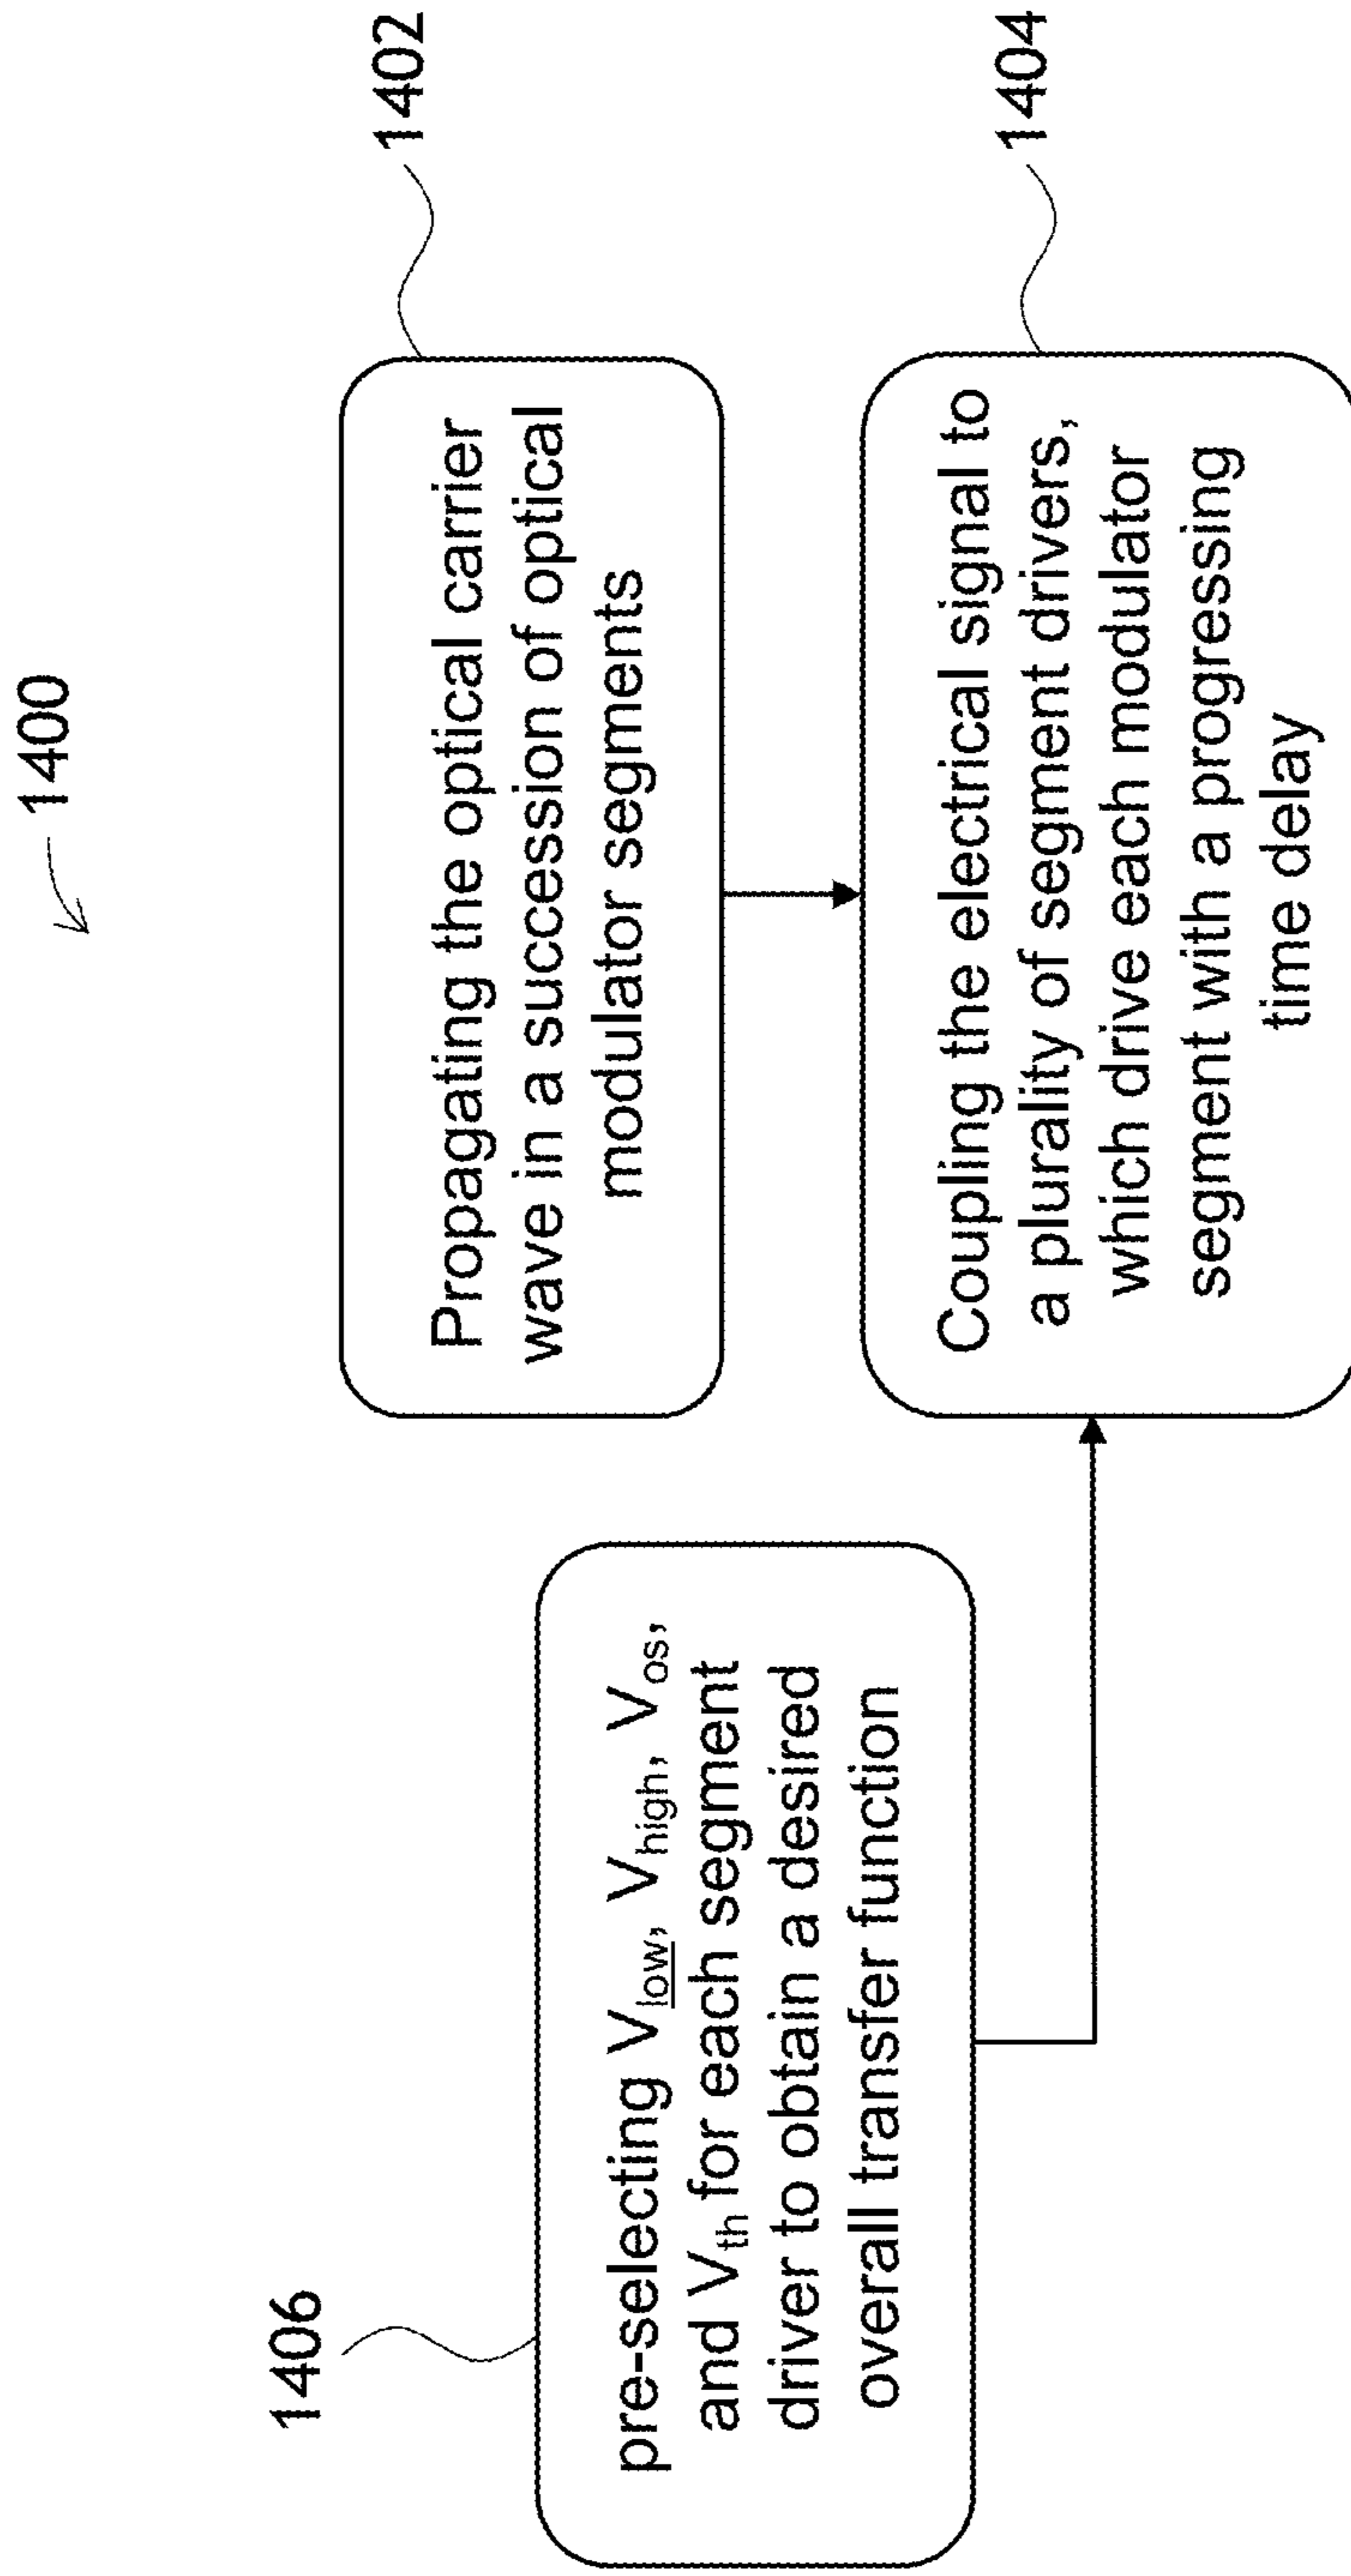 1400
1402
Propagating the optical carrier
wave in a succession of optical
modulator segments
1404
Coupling the electrical signal to
a plurality of segment drivers,
which drive each modulator
segment with a progressing
time delay
1406
pre-selecting Vlow, Vhigh, Vos,
and Vth for each segment
driver to obtain a desired
overall transfer function